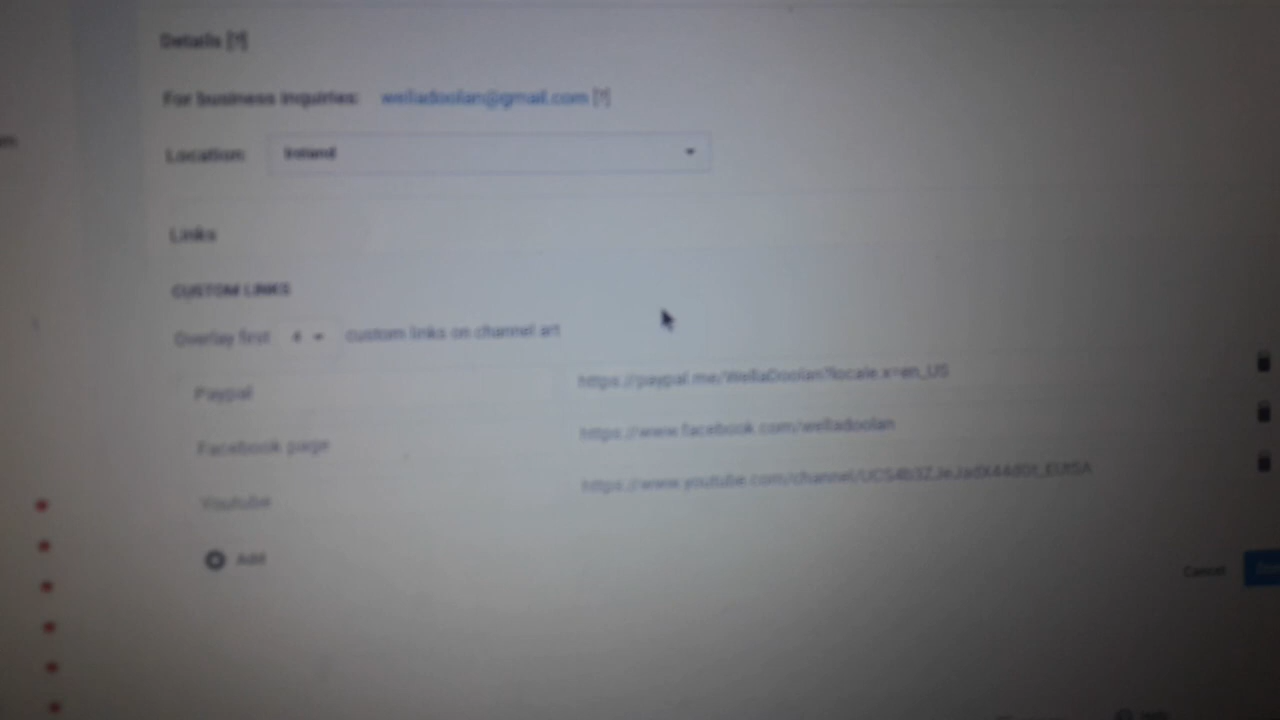 Details [?]
For business inquiries: welladoolan@gmail.com [?]
Location: Ireland
Links
CUSTOM LINKS
Overlay first 4 custom links on channel art
Paypal https://paypal.me/WellaDoolan?locale.x=en_US
Facebook page https://www.facebook.com/welladoolan
Youtube
Add
Cancel